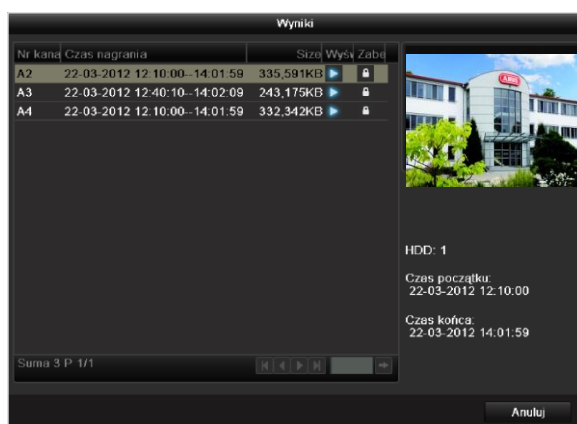 Wyniki
Nr kana Czas nagrania Size Wyśw Zabe
A2 22-03-2012 12:10:00--14:01:59 335,591KB
A3 22-03-2012 12:40:10--14:02:09 243,175KB
A4 22-03-2012 12:10:00--14:01:59 332,342KB
Suma 3 P 1/1
ABUS
HDD: 1
Czas początku:
22-03-2012 12:10:00
Czas końca:
22-03-2012 14:01:59
Anuluj